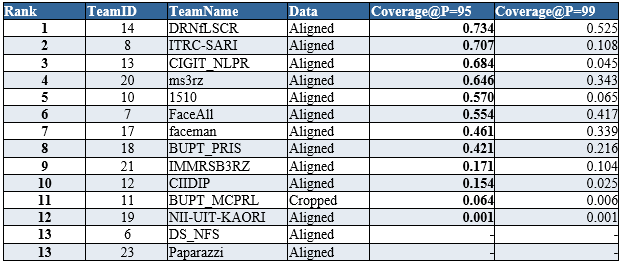 Rank TeamID TeamName Data Coverage@P=95 Coverage@P=99
1 14 DRNfLSCR Aligned 0.734 0.525
2 8 ITRC-SARI Aligned 0.707 0.108
3 13 CIGIT_NLPR Aligned 0.684 0.045
4 20 ms3rz Aligned 0.646 0.343
5 10 1510 Aligned 0.570 0.065
6 7 FaceAll Aligned 0.554 0.417
7 17 faceman Aligned 0.461 0.339
8 18 BUPT_PRIS Aligned 0.421 0.216
9 21 IMMRSB3RZ Aligned 0.171 0.104
10 12 CIIDIP Aligned 0.154 0.025
11 11 BUPT_MCPRL Cropped 0.064 0.006
12 19 NII-UIT-KAORI Aligned 0.001 0.001
13 6 DS_NFS Aligned - -
13 23 Paparazzi Aligned - -